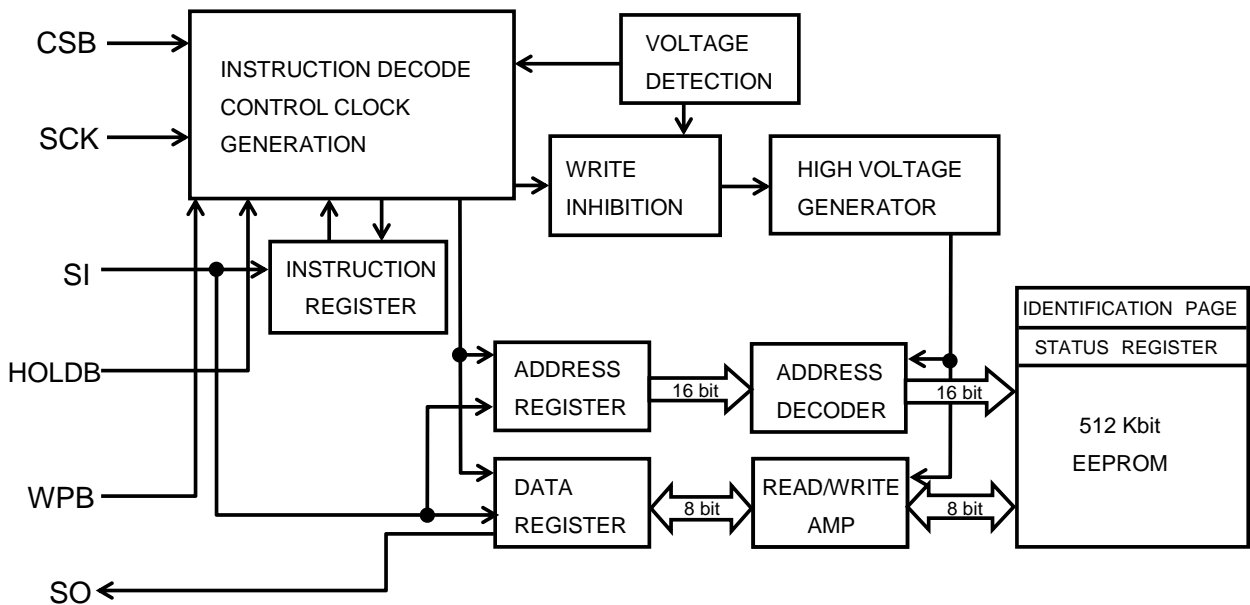 CSB
SCK
SI
HOLDB
WPB
SO
INSTRUCTION DECODE
CONTROL CLOCK
GENERATION
VOLTAGE
DETECTION
WRITE
INHIBITION
HIGH VOLTAGE
GENERATOR
INSTRUCTION
REGISTER
ADDRESS
REGISTER
16 bit
ADDRESS
DECODER
16 bit
DATA
REGISTER
8 bit
READ/WRITE
AMP
8 bit
IDENTIFICATION PAGE
STATUS REGISTER
512 Kbit
EEPROM